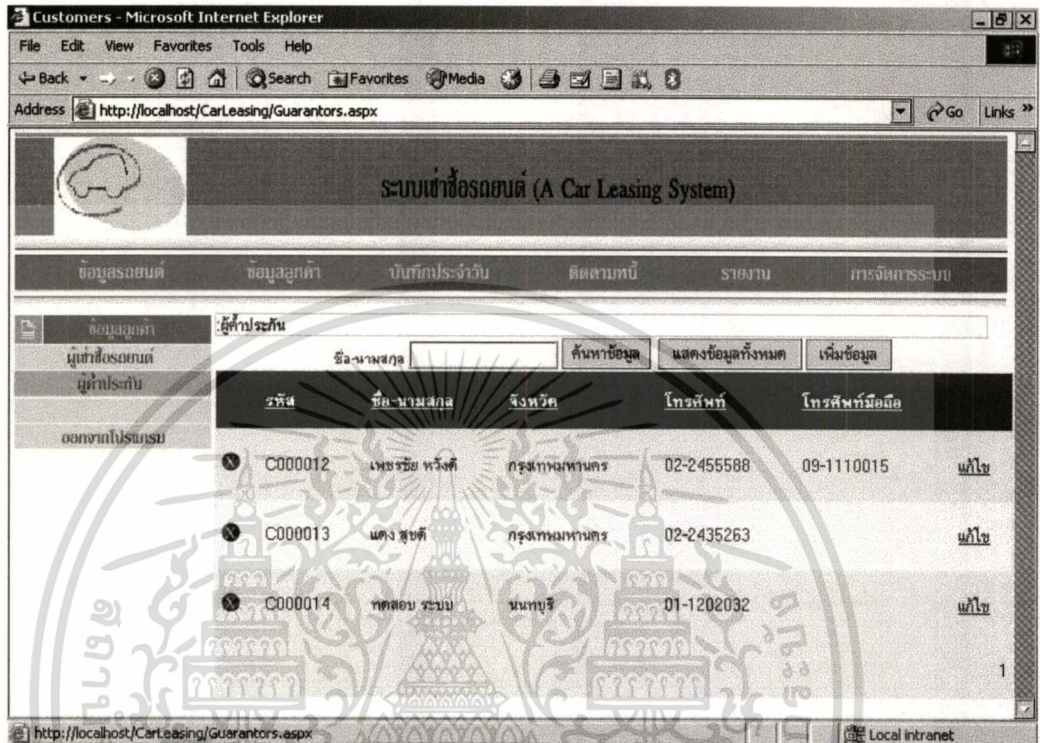 Customers - Microsoft Internet Explorer
File Edit View Favorites Tools Help
Back Search Favorites Media
Address http://localhost/CarLeasing/Guarantors.aspx Go Links »
ระบบเช่าซื้อรถยนต์ (A Car Leasing System)
ข้อมูลรถยนต์ ข้อมูลลูกค้า บันทึกประจำวัน ติดตามหนี้ รายงาน การจัดการระบบ
ข้อมูลลูกค้า
ผู้เช่าซื้อรถยนต์
ผู้ค้ำประกัน
ออกจากโปรแกรม
:ผู้ค้ำประกัน
ชื่อ-นามสกุล ค้นหาข้อมูล แสดงข้อมูลทั้งหมด เพิ่มข้อมูล
รหัส ชื่อ-นามสกุล จังหวัด โทรศัพท์ โทรศัพท์มือถือ
C000012 เพชรชัย หวังดี กรุงเทพมหานคร 02-2455588 09-1110015 แก้ไข
C000013 แดง สุขดี กรุงเทพมหานคร 02-2435263 แก้ไข
C000014 ทดสอบ ระบบ นนทบุรี 01-1202032 แก้ไข
1
http://localhost/CarLeasing/Guarantors.aspx Local intranet